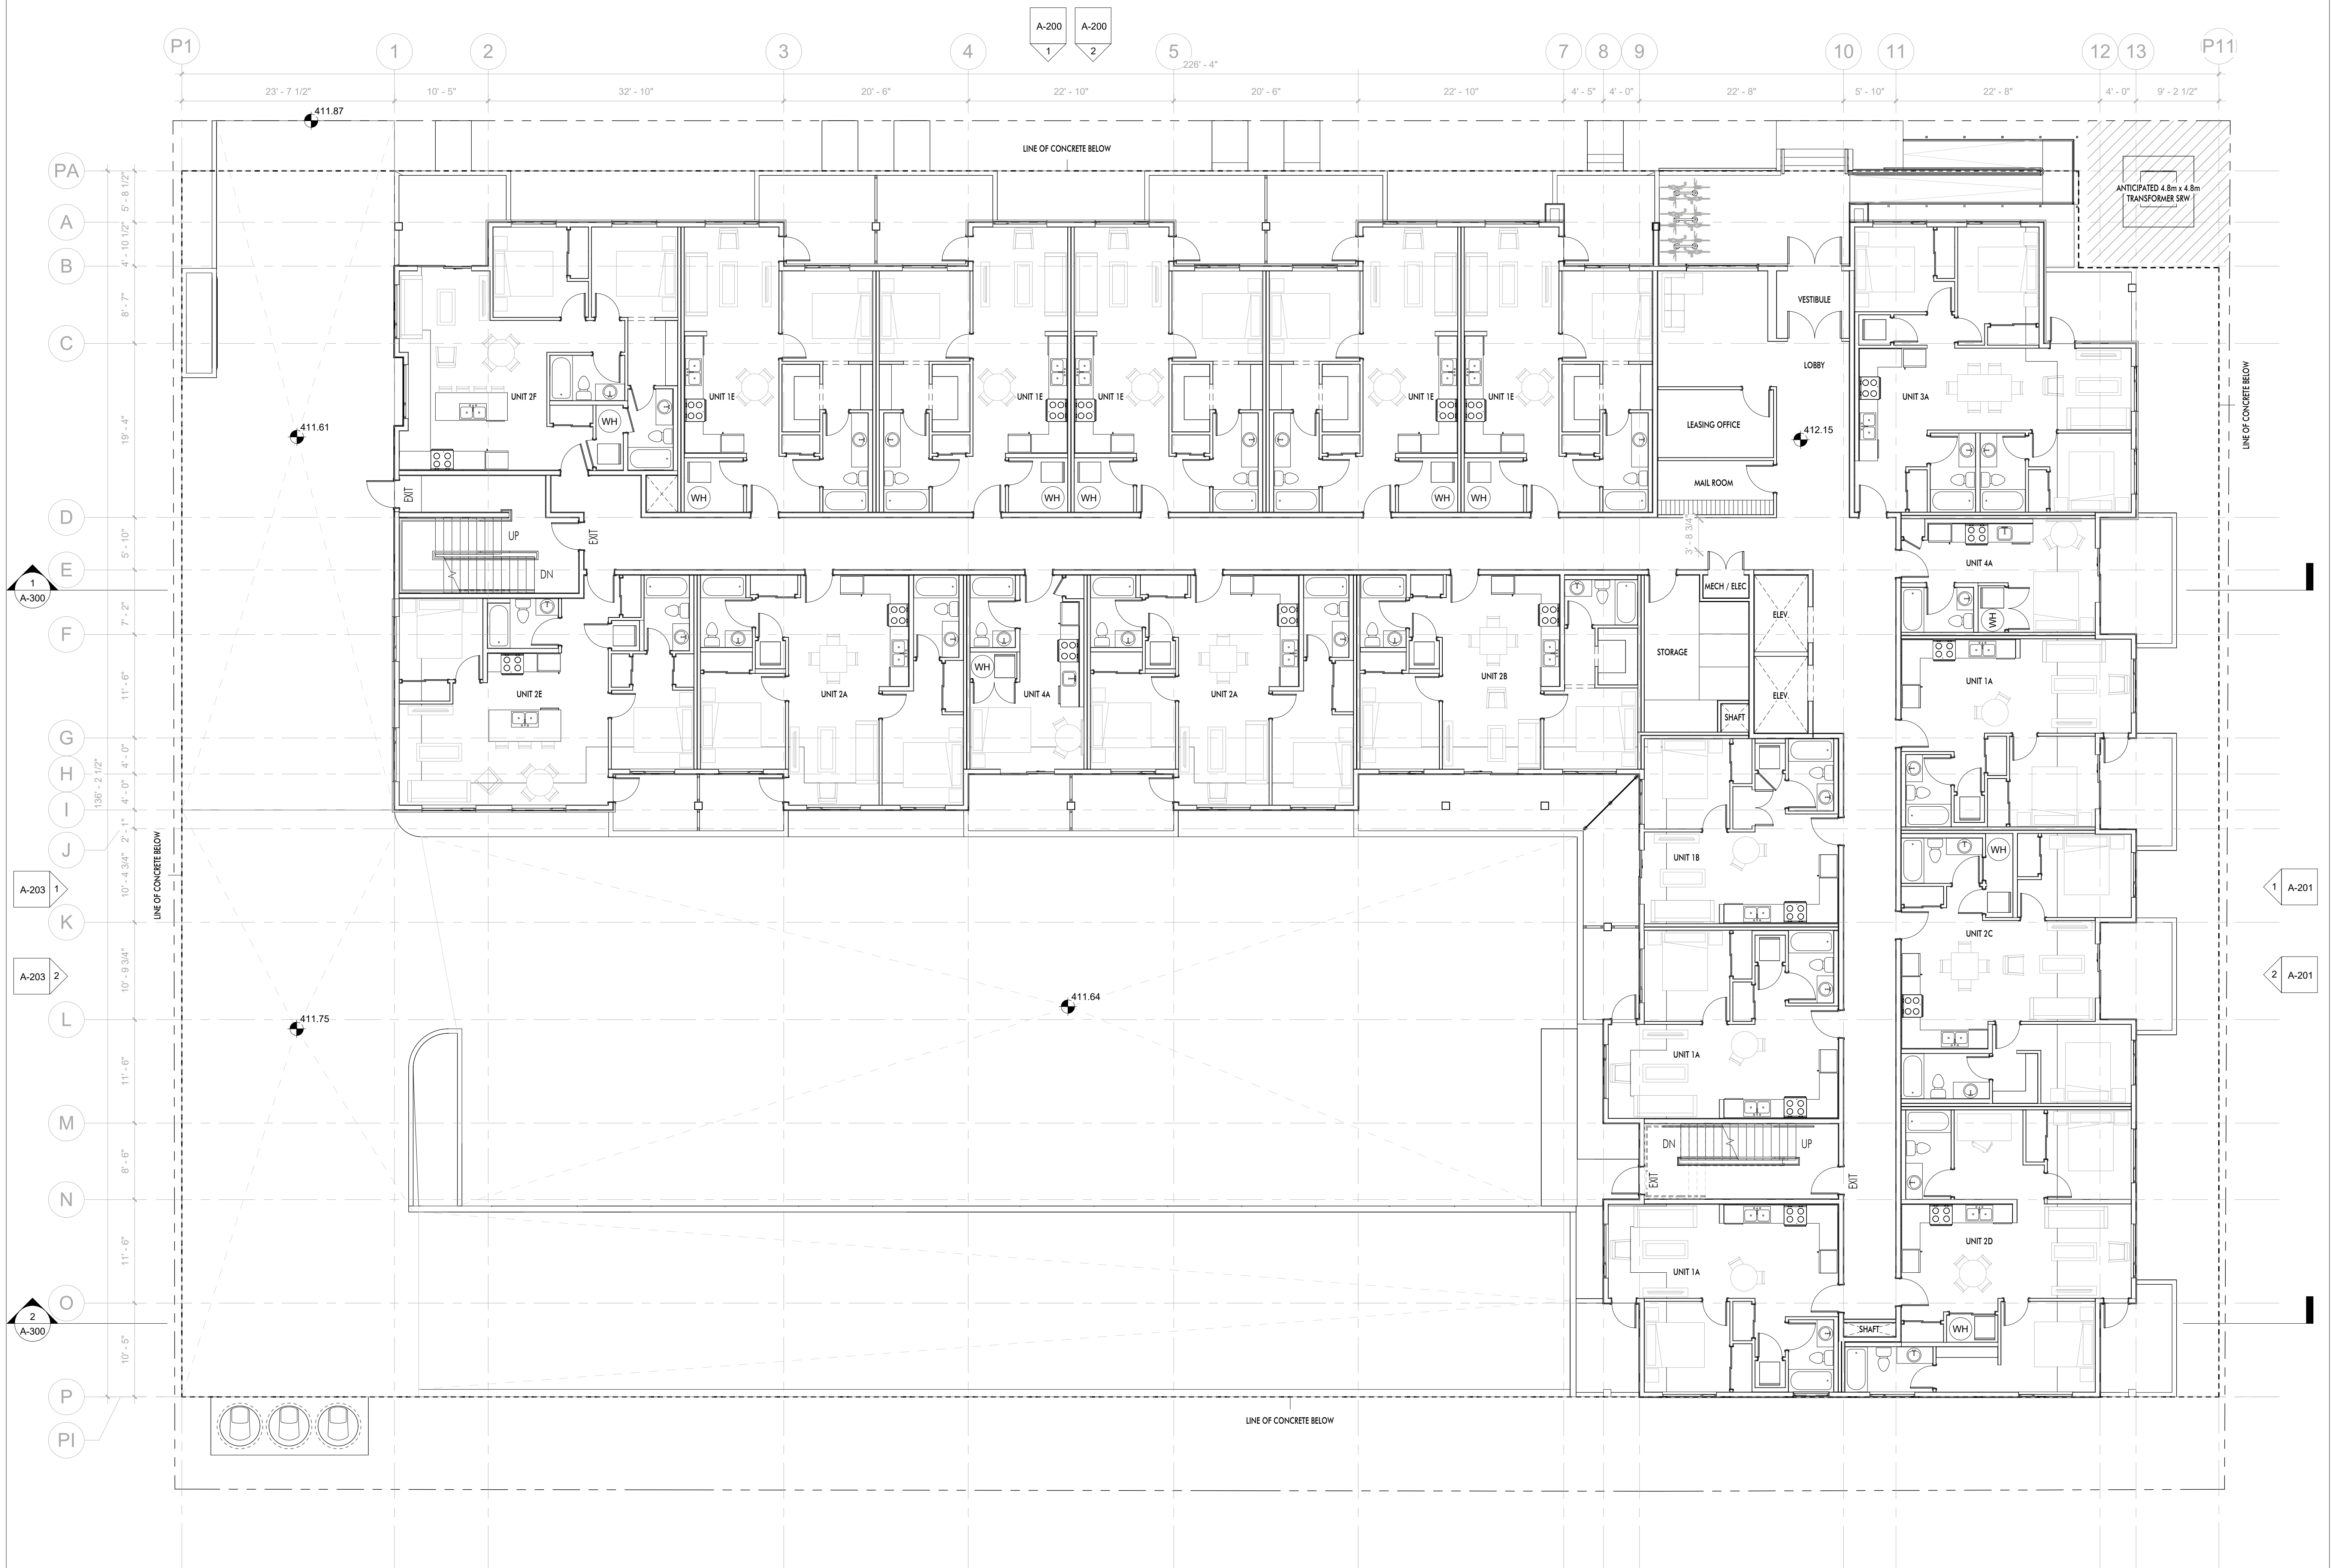 A-200
A-200
1
2
P1
1
2
3
4
5
7
8
9
10
11
12
13
P11
226' - 4"
23' - 7 1/2"
10' - 5"
32' - 10"
20' - 6"
22' - 10"
20' - 6"
22' - 10"
4' - 5"
4' - 0"
22' - 8"
5' - 10"
22' - 8"
4' - 0"
9' - 2 1/2"
411.87
LINE OF CONCRETE BELOW
PA
5' - 8 1/2"
ANTICIPATED 4.8m x 4.8m
TRANSFORMER SRW
A
4' - 10 1/2"
B
8' - 7"
VESTIBULE
C
LOBBY
LINE OF CONCRETE BELOW
19' - 4"
UNIT 2F
UNIT 1E
UNIT 1E
UNIT 1E
UNIT 1E
UNIT 1E
UNIT 3A
WH
LEASING OFFICE
411.61
412.15
MAIL ROOM
EXIT
WH
WH
WH
WH
WH
D
UP
EXIT
3' - 8 3/4"
5' - 10"
E
DN
UNIT 4A
1
A-300
MECH / ELEC
7' - 2"
ELEV.
WH
F
STORAGE
11' - 6"
WH
UNIT 2E
UNIT 2A
UNIT 4A
UNIT 2A
UNIT 2B
ELEV.
UNIT 1A
SHAFT
G
4' - 0"
H
136' - 2 1/2"
4' - 0"
I
2' - 1"
J
LINE OF CONCRETE BELOW
10' - 4 3/4"
UNIT 1B
WH
A-203
1
1
A-201
K
UNIT 2C
10' - 9 3/4"
A-203
2
2
A-201
411.64
L
411.75
11' - 6"
UNIT 1A
M
8' - 6"
DN
UP
EXIT
EXIT
N
11' - 6"
UNIT 2D
UNIT 1A
O
2
A-300
SHAFT
WH
10' - 5"
P
LINE OF CONCRETE BELOW
PI